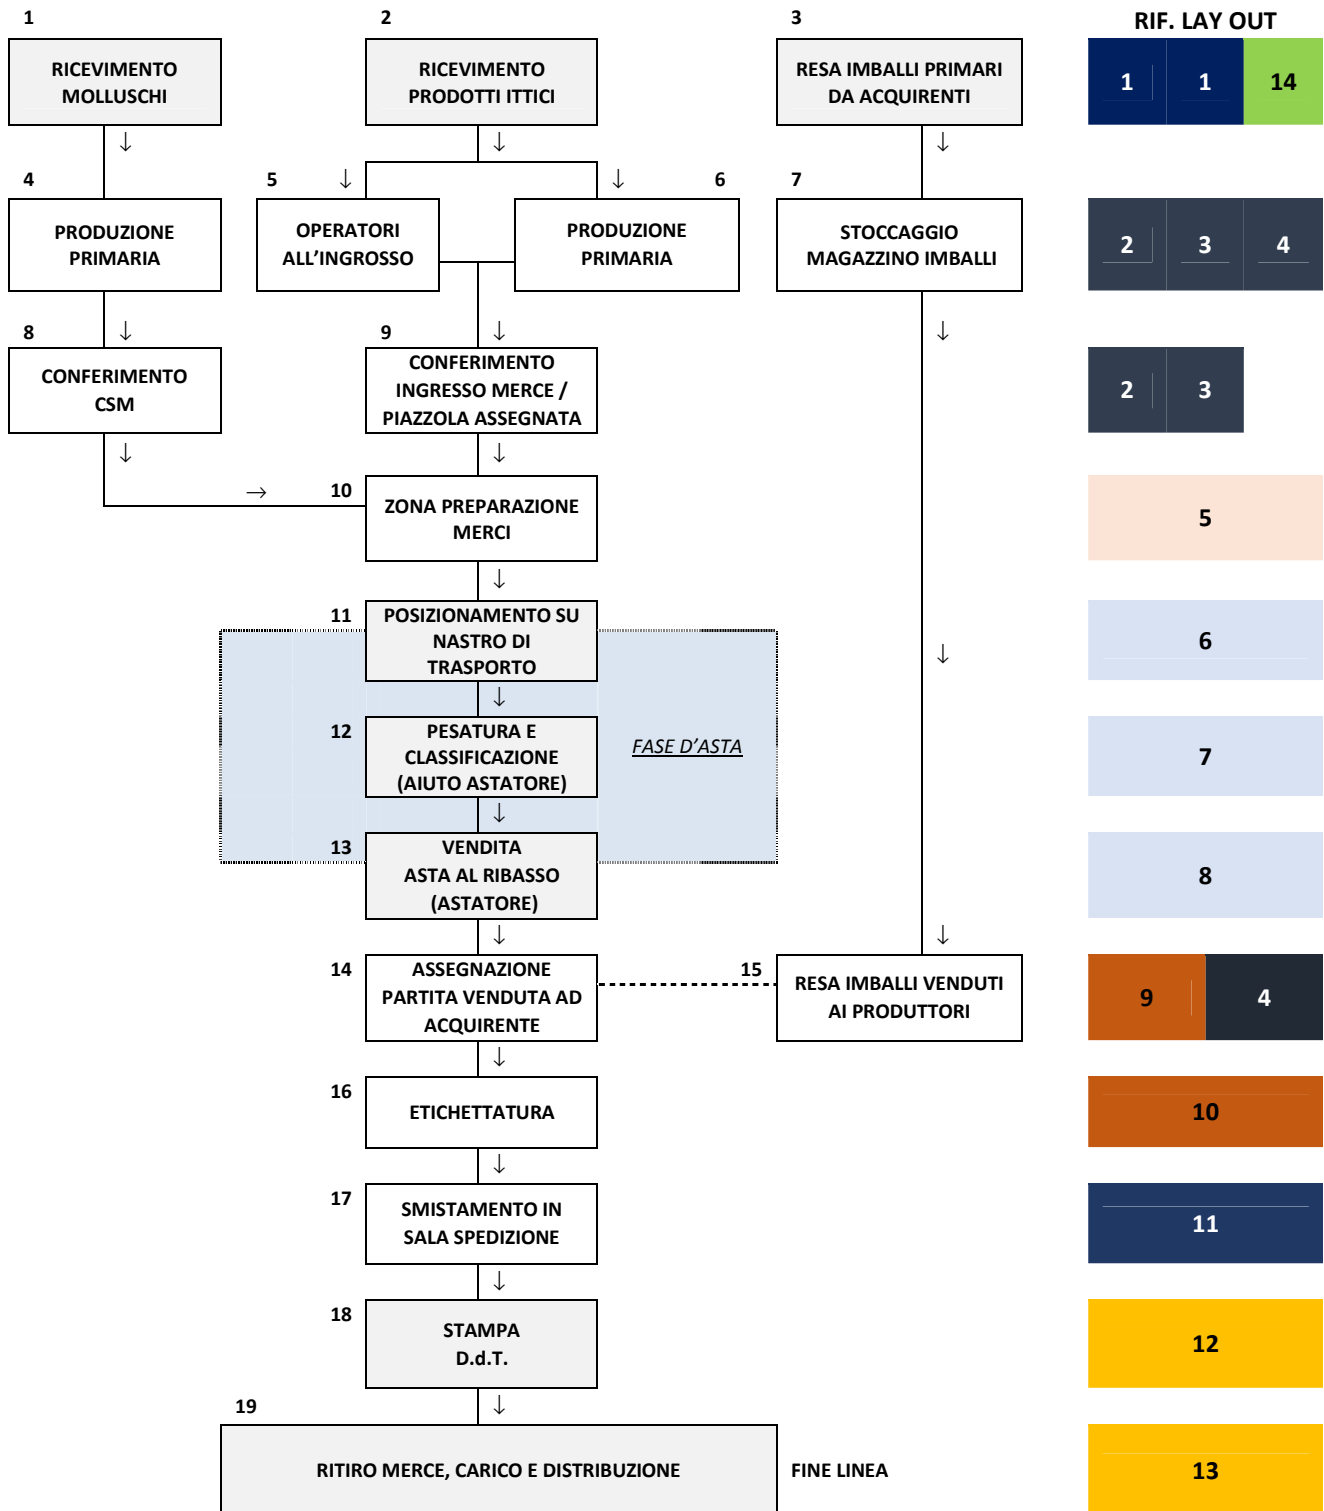 1
2
3
RIF. LAY OUT
RICEVIMENTO
MOLLUSCHI
RICEVIMENTO
PRODOTTI ITTICI
RESA IMBALLI PRIMARI
DA ACQUIRENTI
1 1 14
↓ ↓ ↓
4
5 ↓
↓ 6
7
PRODUZIONE
PRIMARIA
OPERATORI
ALL'INGROSSO
PRODUZIONE
PRIMARIA
STOCCAGGIO
MAGAZZINO IMBALLI
2 3 4
8 ↓
9 ↓
↓
CONFERIMENTO
CSM
CONFERIMENTO
INGRESSO MERCE /
PIAZZOLA ASSEGNATA
2 3
↓ ↓
→ 10
ZONA PREPARAZIONE
MERCI
5
↓
11
POSIZIONAMENTO SU
NASTRO DI
TRASPORTO
6
↓
↓
12
PESATURA E
CLASSIFICAZIONE
(AIUTO ASTATORE)
FASE D'ASTA
7
↓
13
VENDITA
ASTA AL RIBASSO
(ASTATORE)
8
↓ ↓
14
ASSEGNAZIONE
PARTITA VENDUTA AD
ACQUIRENTE
15
RESA IMBALLI VENDUTI
AI PRODUTTORI
9 4
↓
16
ETICHETTATURA
10
↓
17
SMISTAMENTO IN
SALA SPEDIZIONE
11
↓
18
STAMPA
D.d.T.
12
↓
19
RITIRO MERCE, CARICO E DISTRIBUZIONE
FINE LINEA
13